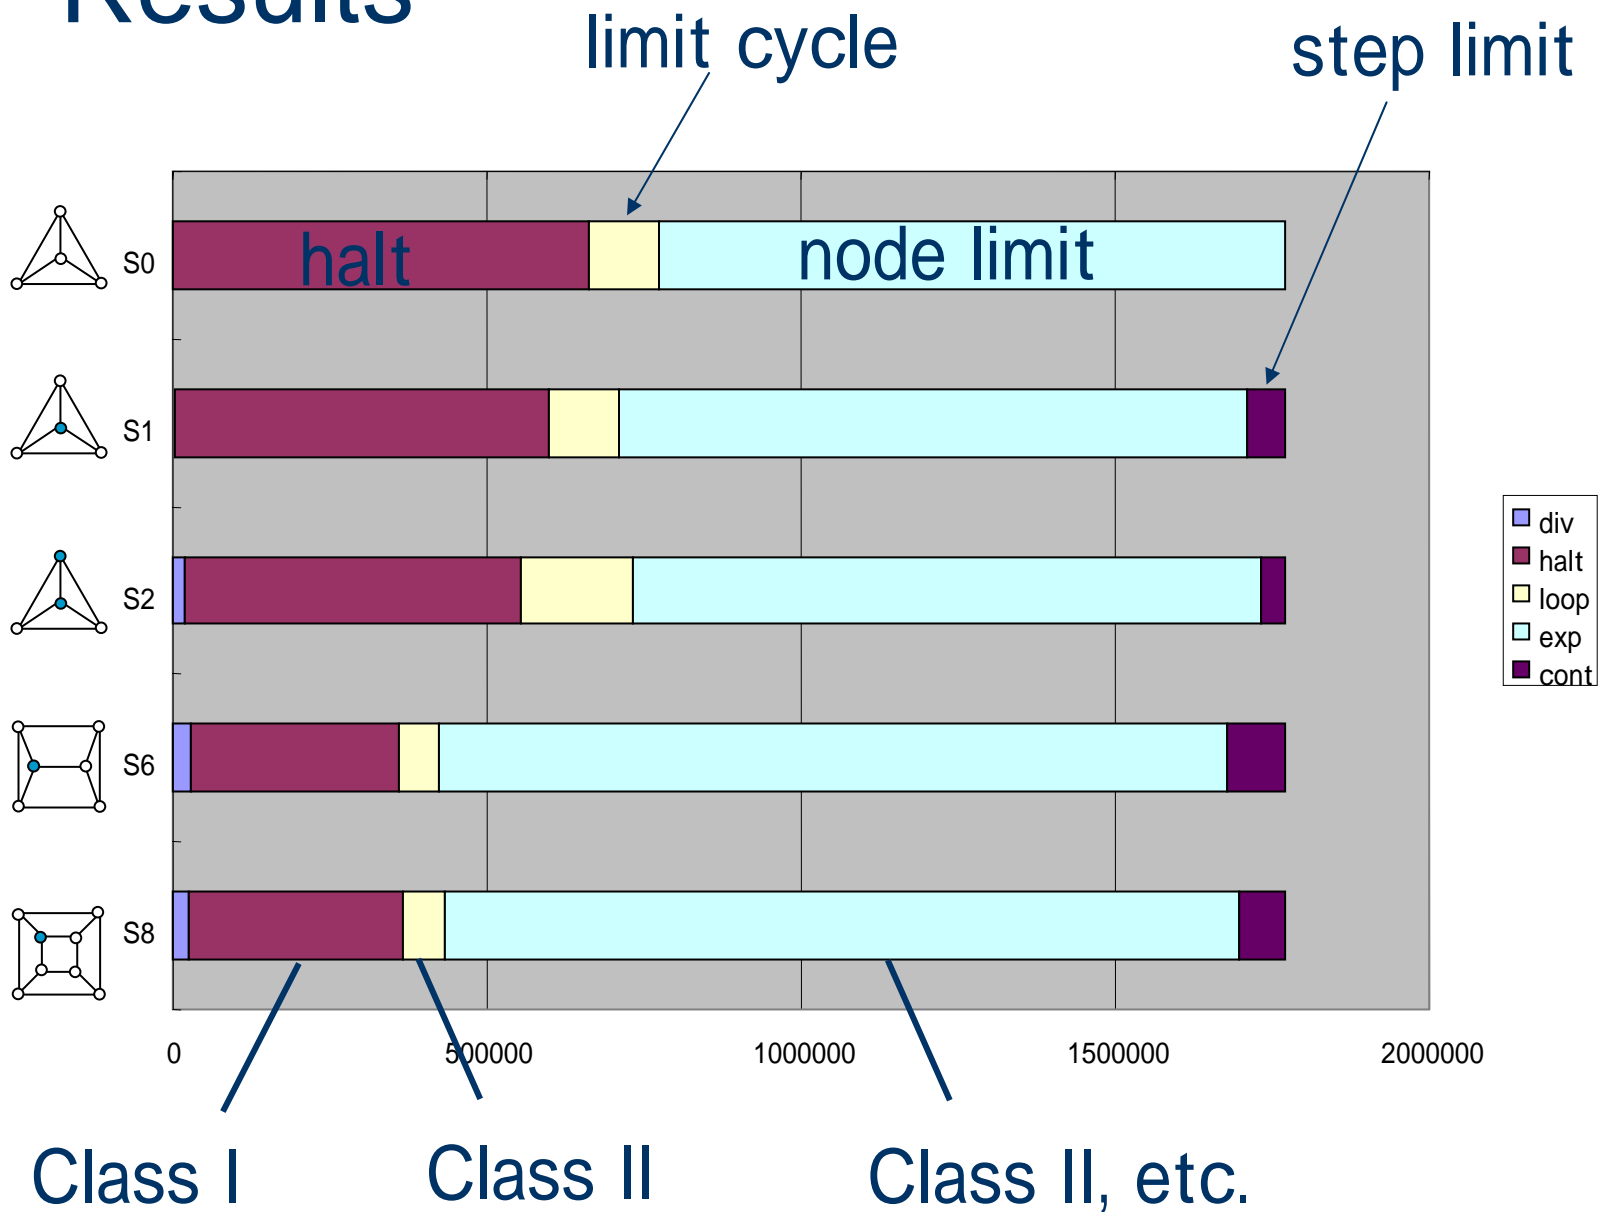 Results
limit cycle
step limit
S0
halt
node limit
S1
S2
S6
S8
div
halt
loop
exp
cont
0
500000
1000000
1500000
2000000
Class I
Class II
Class II, etc.